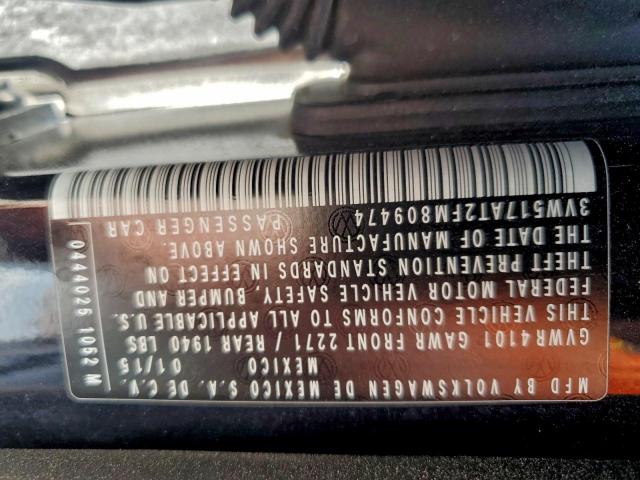 MFD BY VOLKSWAGEN DE MEXICO S.A. DE C.V.
MEXICO 01/15
GVWR4101 GAWR FRONT 2271 / REAR 1940 LBS
THIS VEHICLE CONFORMS TO ALL APPLICABLE U.S.
FEDERAL MOTOR VEHICLE SAFETY BUMPER AND
THEFT PREVENTION STANDARDS IN EFFECT ON
THE DATE OF MANUFACTURE SHOWN ABOVE.
3VW517AT2FM809474 PASSENGER CAR
0444025 1052 M